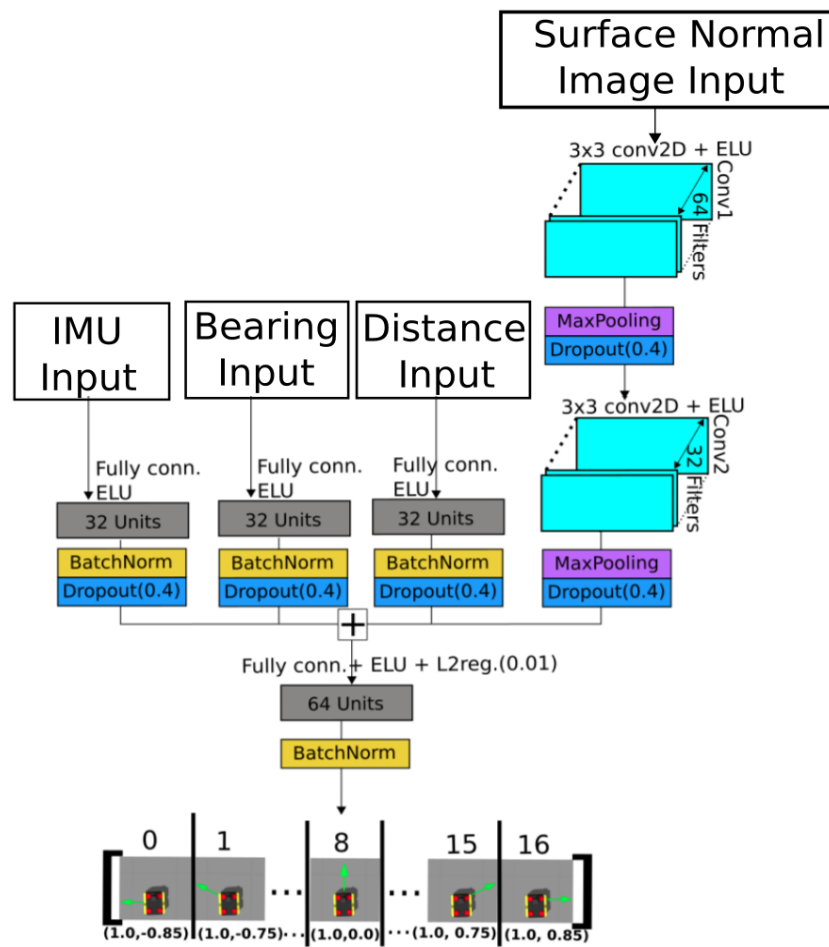 Surface Normal
Image Input
3x3 conv2D + ELU
Conv1
64 Filters
MaxPooling
Dropout(0.4)
3x3 conv2D + ELU
Conv2
32 Filters
MaxPooling
Dropout(0.4)
IMU
Input
Bearing
Input
Distance
Input
Fully conn.
ELU
Fully conn.
ELU
Fully conn.
ELU
32 Units
32 Units
32 Units
BatchNorm
Dropout(0.4)
BatchNorm
Dropout(0.4)
BatchNorm
Dropout(0.4)
+
Fully conn.+ ELU + L2reg.(0.01)
64 Units
BatchNorm
0 1 8 15 16
[ ... ... ]
(1.0,-0.85) (1.0,-0.75)... (1.0,0.0) ...(1.0, 0.75) (1.0, 0.85)